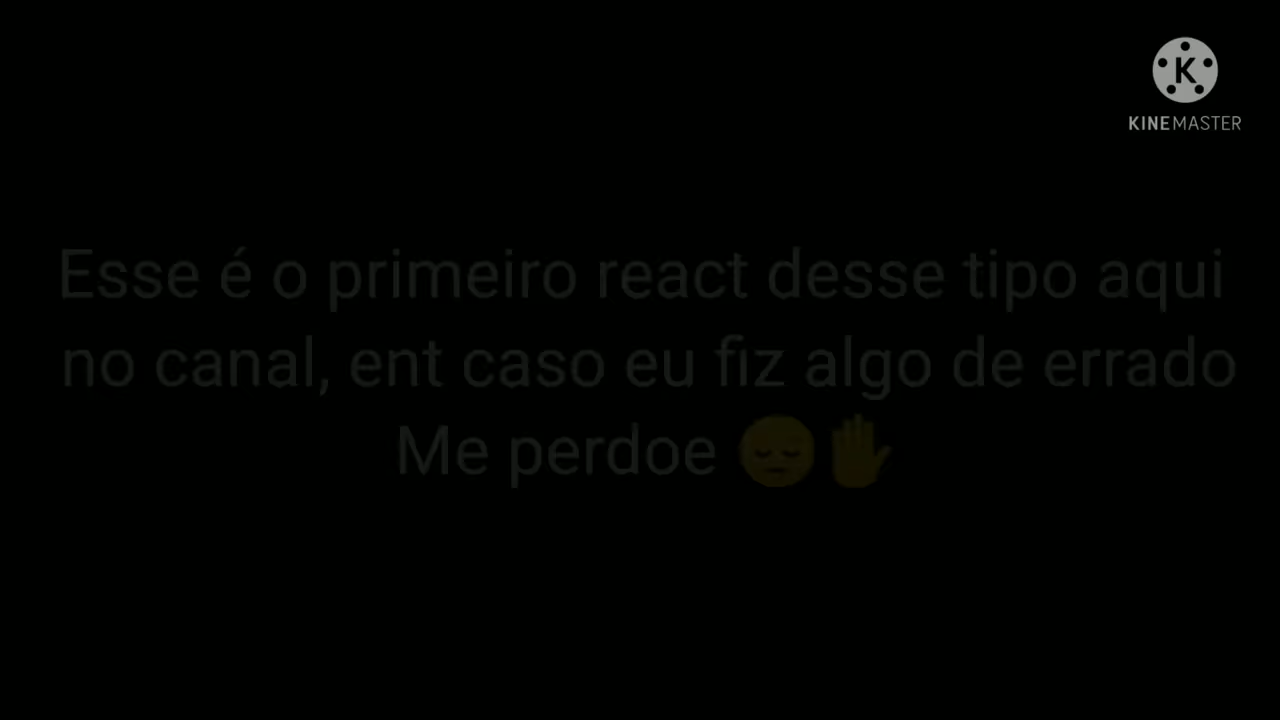 K
KINEMASTER
Esse é o primeiro react desse tipo aqui
no canal, ent caso eu fiz algo de errado
Me perdoe 😔✋